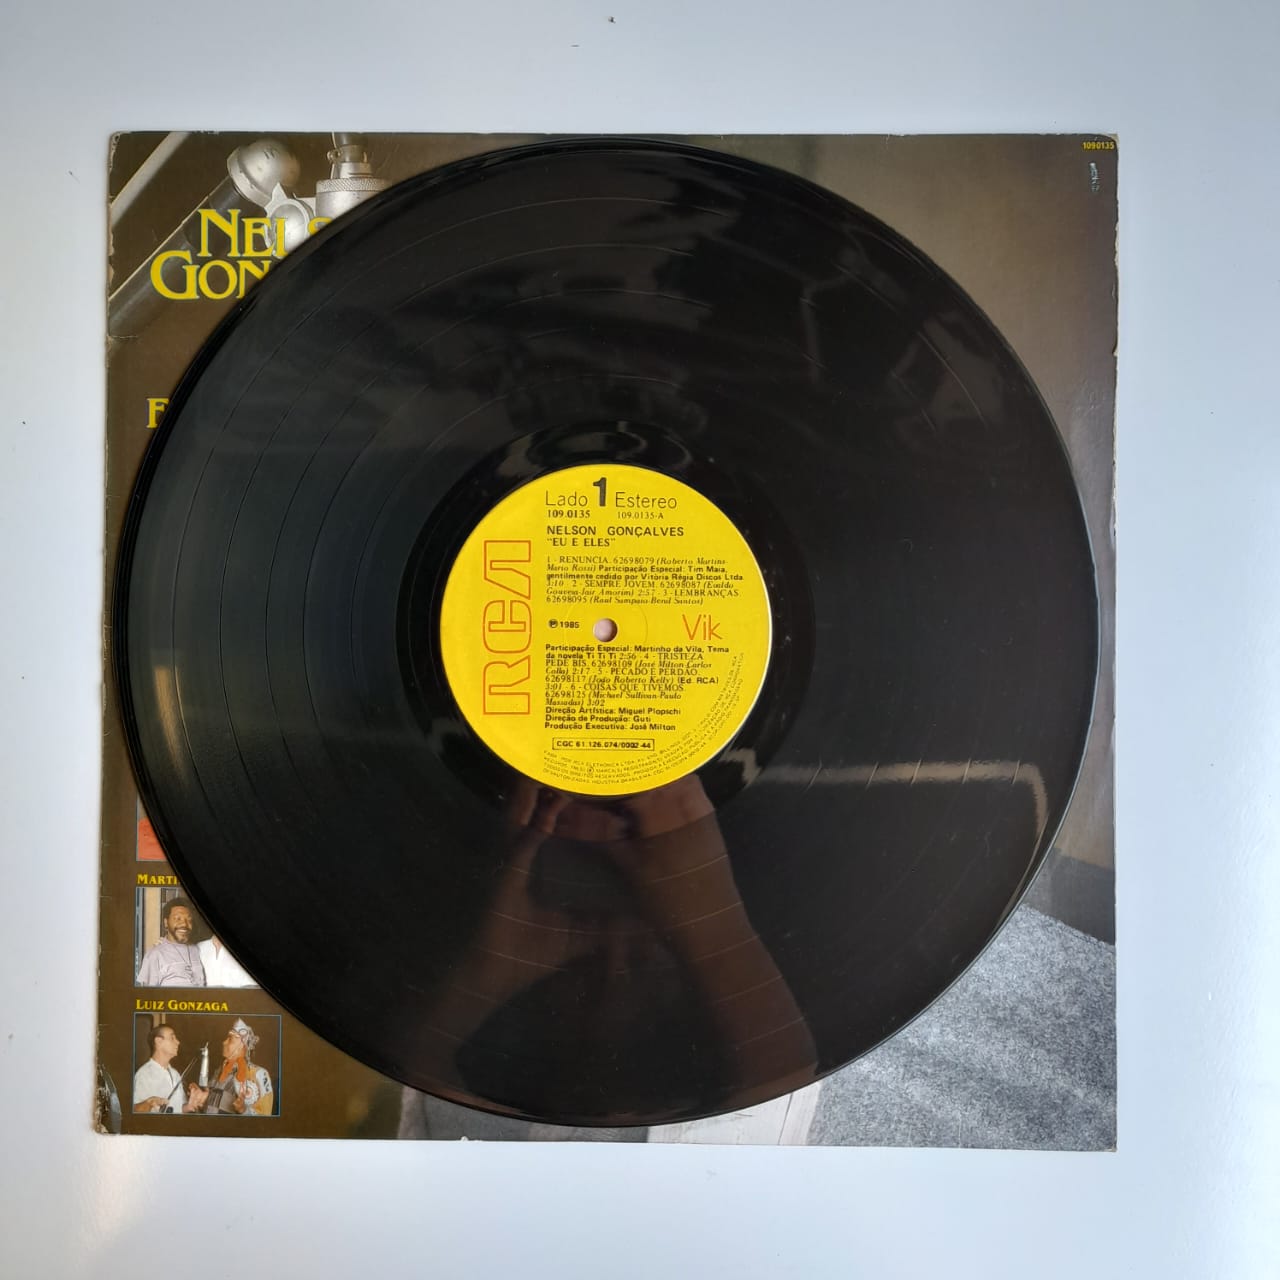 109.0135
NELS
GON
F
MARTI
LUIZ GONZAGA
Lado 1 Estereo
109.0135 109.0135-A
NELSON GONÇALVES
"EU E ELES"
1 - RENUNCIA. 62698079 (Roberto Martins-
Mario Rossi) Participação Especial: Tim Maia,
gentilmente cedido por Vitória Régia Discos Ltda.
3:10 2 - SEMPRE JOVEM. 62698087 (Evaldo
Gouveia-Jair Amorim) 2:57 - 3 - LEMBRANÇAS.
62698095 (Raul Sampaio-Benil Santos)
℗ 1985
Vik
RCA
Participação Especial: Martinho da Vila, Tema
da novela Ti Ti Ti 2:56 - 4 - TRISTEZA
PEDE BIS. 62698109 (José Milton-Carlos
Colla) 2:17 - 5 - PECADO E PERDÃO.
62698117 (João Roberto Kelly) (Ed. RCA)
3:01 - 6 - COISAS QUE TIVEMOS.
62698125 (Michael Sullivan-Paulo
Massadas) 3:02
Direção Artística: Miguel Plopschi
Direção de Produção: Guti
Produção Executiva: José Milton
CGC 61.126.074/0002-44